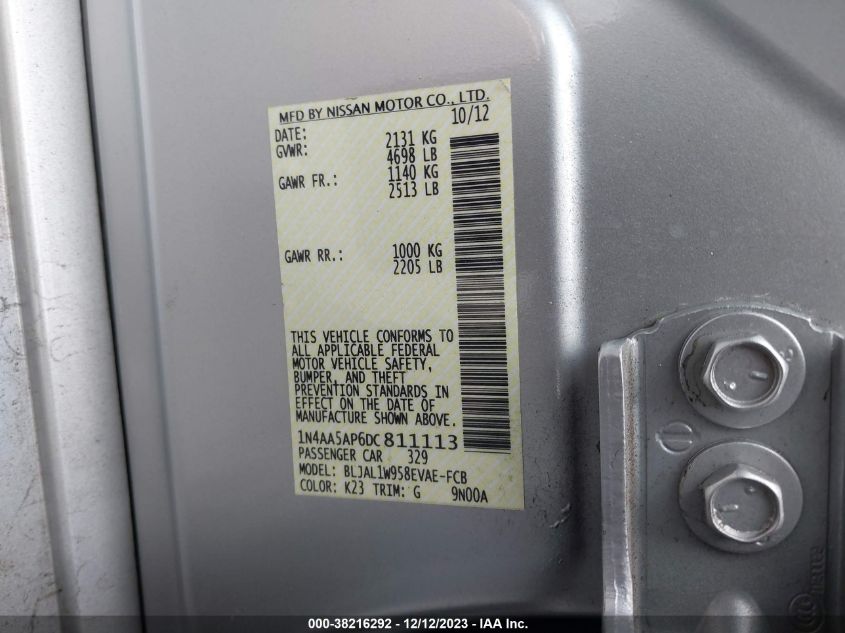 MFD BY NISSAN MOTOR CO., LTD.
DATE: 10/12
GVWR: 2131 KG
4698 LB
GAWR FR.: 1140 KG
2513 LB
GAWR RR.: 1000 KG
2205 LB
THIS VEHICLE CONFORMS TO
ALL APPLICABLE FEDERAL
MOTOR VEHICLE SAFETY,
BUMPER, AND THEFT
PREVENTION STANDARDS IN
EFFECT ON THE DATE OF
MANUFACTURE SHOWN ABOVE.
1N4AA5AP6DC811113
PASSENGER CAR 329
MODEL: BLJAL1W958EVAE-FCB
COLOR: K23 TRIM: G 9N00A
000-38216292 - 12/12/2023 - IAA Inc.